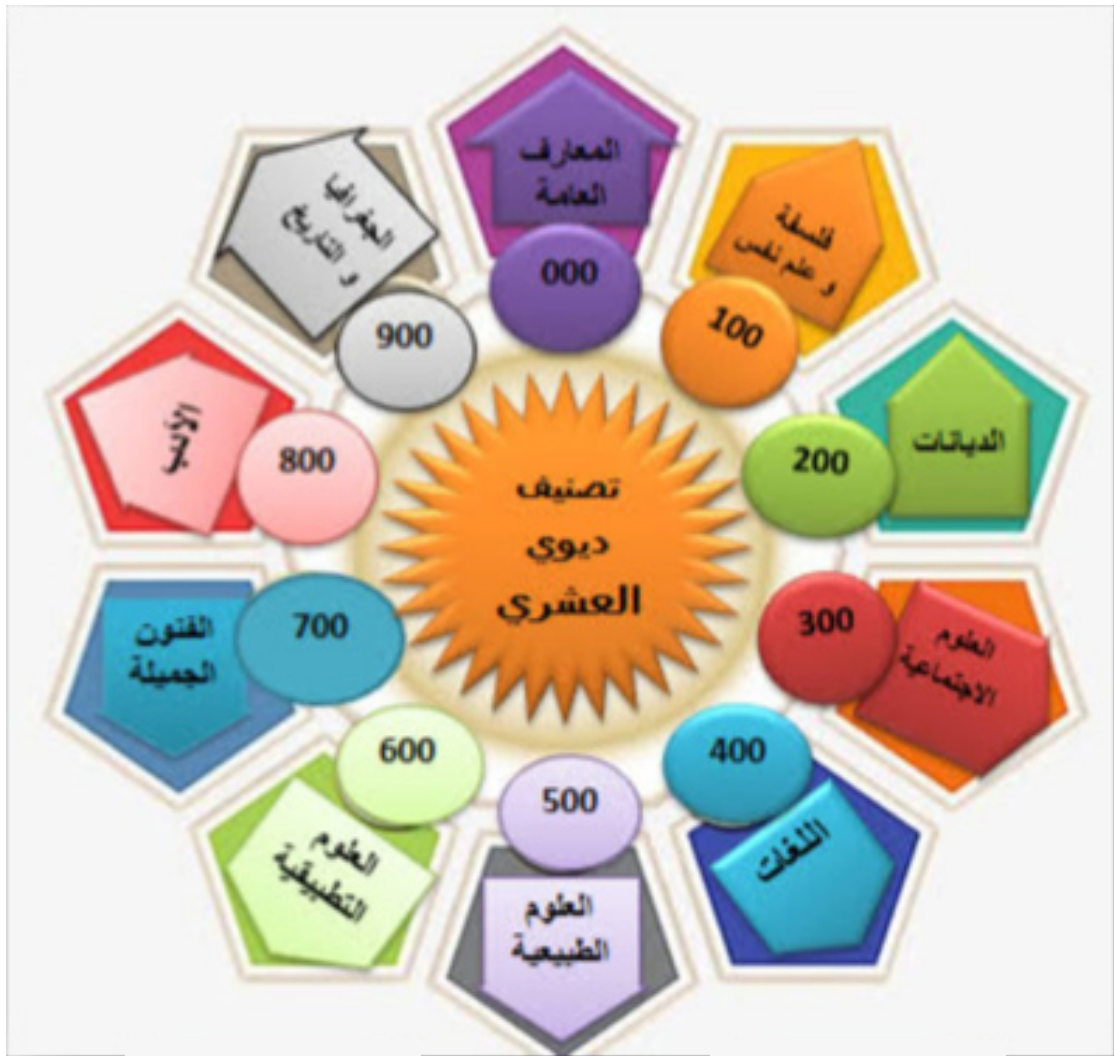 تصنيف
ديوي
العشري
المعارف
العامة
000
فلسفة
و علم نفس
100
الديانات
200
العلوم
الاجتماعية
300
اللغات
400
العلوم
الطبيعية
500
العلوم
التطبيقية
600
الفنون
الجميلة
700
الأدب
800
الجغرافيا
و التاريخ
900